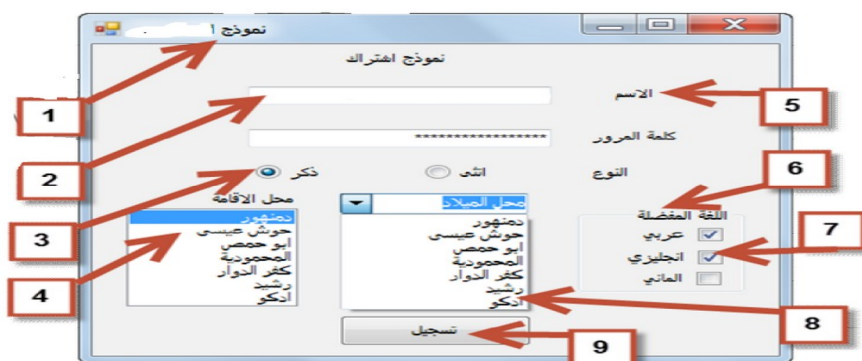 نموذج ا
نموذج اشتراك
الاسم
كلمة المرور
*****************
النوع
انثى
ذكر
محل الاقامة
دمنهور
حوش عيسى
ابو حمص
المحمودية
كفر الدوار
رشيد
ادكو
محل الميلاد
دمنهور
حوش عيسى
ابو حمص
المحمودية
كفر الدوار
رشيد
ادكو
اللغة المفضلة
عربي
انجليزي
الماني
تسجيل
1
2
3
4
5
6
7
8
9